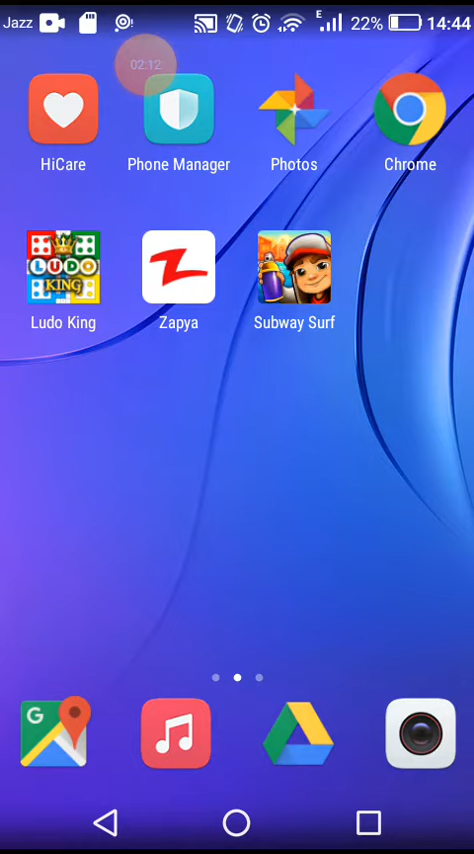 Jazz E 22% 14:44
02:12
HiCare Phone Manager Photos Chrome
LUDO
KING
Ludo King Zapya Subway Surf
G